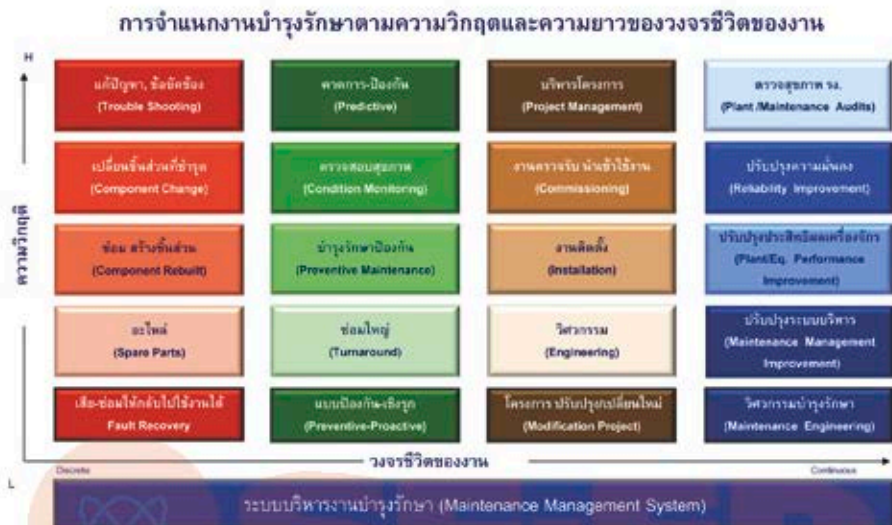 การจำแนกงานบำรุงรักษาตามความวิกฤตและความยาวของวงจรชีวิตของงาน
H
ความวิกฤต
แก้ปัญหา, ข้อขัดข้อง
(Trouble Shooting)
คาดการ-ป้องกัน
(Predictive)
บริหารโครงการ
(Project Management)
ตรวจสุขภาพ รง.
(Plant /Maintenance Audits)
เปลี่ยนชิ้นส่วนที่ชำรุด
(Component Change)
ตรวจสอบสุขภาพ
(Condition Monitoring)
งานตรวจรับ นำเข้าใช้งาน
(Commissioning)
ปรับปรุงความมั่นคง
(Reliability Improvement)
ซ่อม สร้างชิ้นส่วน
(Component Rebuilt)
บำรุงรักษาป้องกัน
(Preventive Maintenance)
งานติดตั้ง
(Installation)
ปรับปรุงประสิทธิผลเครื่องจักร
(Plant/Eq. Performance
Improvement)
อะไหล่
(Spare Parts)
ซ่อมใหญ่
(Turnaround)
วิศวกรรม
(Engineering)
ปรับปรุงระบบบริหาร
(Maintenance Management
Improvement)
เสีย-ซ่อมให้กลับไปใช้งานได้
Fault Recovery
แบบป้องกัน-เชิงรุก
(Preventive-Proactive)
โครงการ ปรับปรุง/เปลี่ยนใหม่
(Modification Project)
วิศวกรรมบำรุงรักษา
(Maintenance Engineering)
L
Discrete
วงจรชีวิตของงาน
Continuous
ระบบบริหารงานบำรุงรักษา (Maintenance Management System)